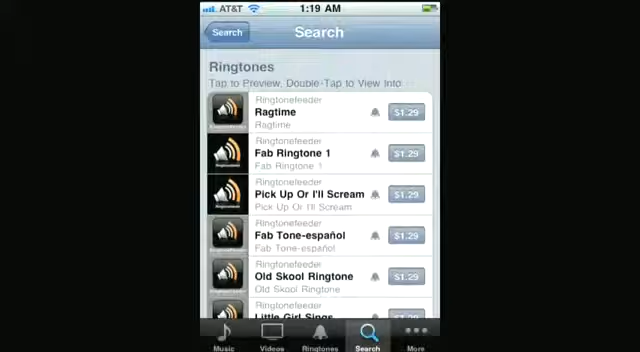 AT&T 1:19 AM
Search Search
Ringtones
Tap to Preview, Double-Tap to View Info
Ringtonefeeder
Ragtime $1.29
Ragtime
Ringtonefeeder
Fab Ringtone 1 $1.29
Fab Ringtone 1
Ringtonefeeder
Pick Up Or I'll Scream $1.29
Pick Up Or I'll Scream
Ringtonefeeder
Fab Tone-español $1.29
Fab Tone-español
Ringtonefeeder
Old Skool Ringtone $1.29
Old Skool Ringtone
Ringtonefeeder
Little Girl Sings $1.29
Music Videos Ringtones Search More